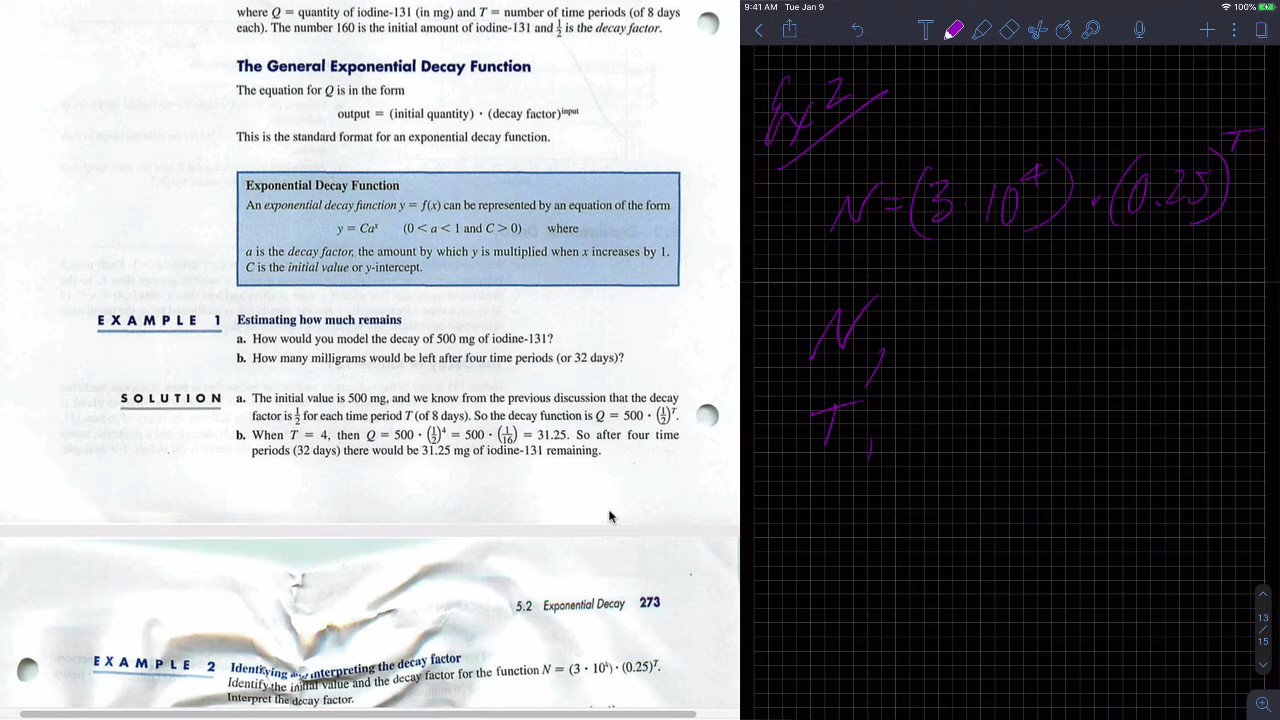 where Q = quantity of iodine-131 (in mg) and T = number of time periods (of 8 days
each). The number 160 is the initial amount of iodine-131 and 1/2 is the decay factor.
The General Exponential Decay Function
The equation for Q is in the form
output = (initial quantity) · (decay factor)^input
This is the standard format for an exponential decay function.
Exponential Decay Function
An exponential decay function y = f(x) can be represented by an equation of the form
y = Ca^x (0 < a < 1 and C > 0) where
a is the decay factor, the amount by which y is multiplied when x increases by 1.
C is the initial value or y-intercept.
EXAMPLE 1 Estimating how much remains
a. How would you model the decay of 500 mg of iodine-131?
b. How many milligrams would be left after four time periods (or 32 days)?
SOLUTION a. The initial value is 500 mg, and we know from the previous discussion that the decay
factor is 1/2 for each time period T (of 8 days). So the decay function is Q = 500 · (1/2)^T.
b. When T = 4, then Q = 500 · (1/2)^4 = 500 · (1/16) = 31.25. So after four time
periods (32 days) there would be 31.25 mg of iodine-131 remaining.
5.2 Exponential Decay 273
EXAMPLE 2 Identifying and interpreting the decay factor
Identify the initial value and the decay factor for the function N = (3 · 10^4) · (0.25)^T.
Interpret the decay factor.
9:41 AM Tue Jan 9
100%
Ex 2
N = (3 · 10^4) · (0.25)^T
N,
T,
13
15